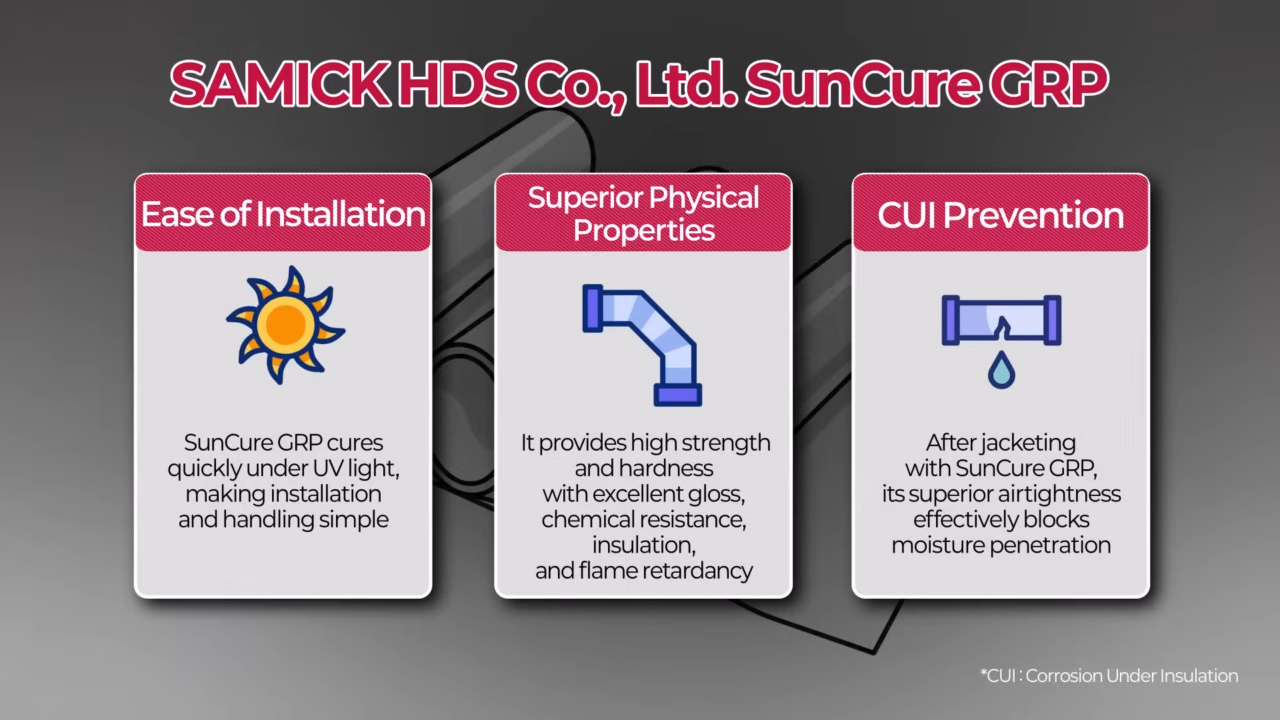 SAMICK HDS Co., Ltd. SunCure GRP
Ease of Installation
SunCure GRP cures
quickly under UV light,
making installation
and handling simple
Superior Physical
Properties
It provides high strength
and hardness
with excellent gloss,
chemical resistance,
insulation,
and flame retardancy
CUI Prevention
After jacketing
with SunCure GRP,
its superior airtightness
effectively blocks
moisture penetration
*CUI : Corrosion Under Insulation